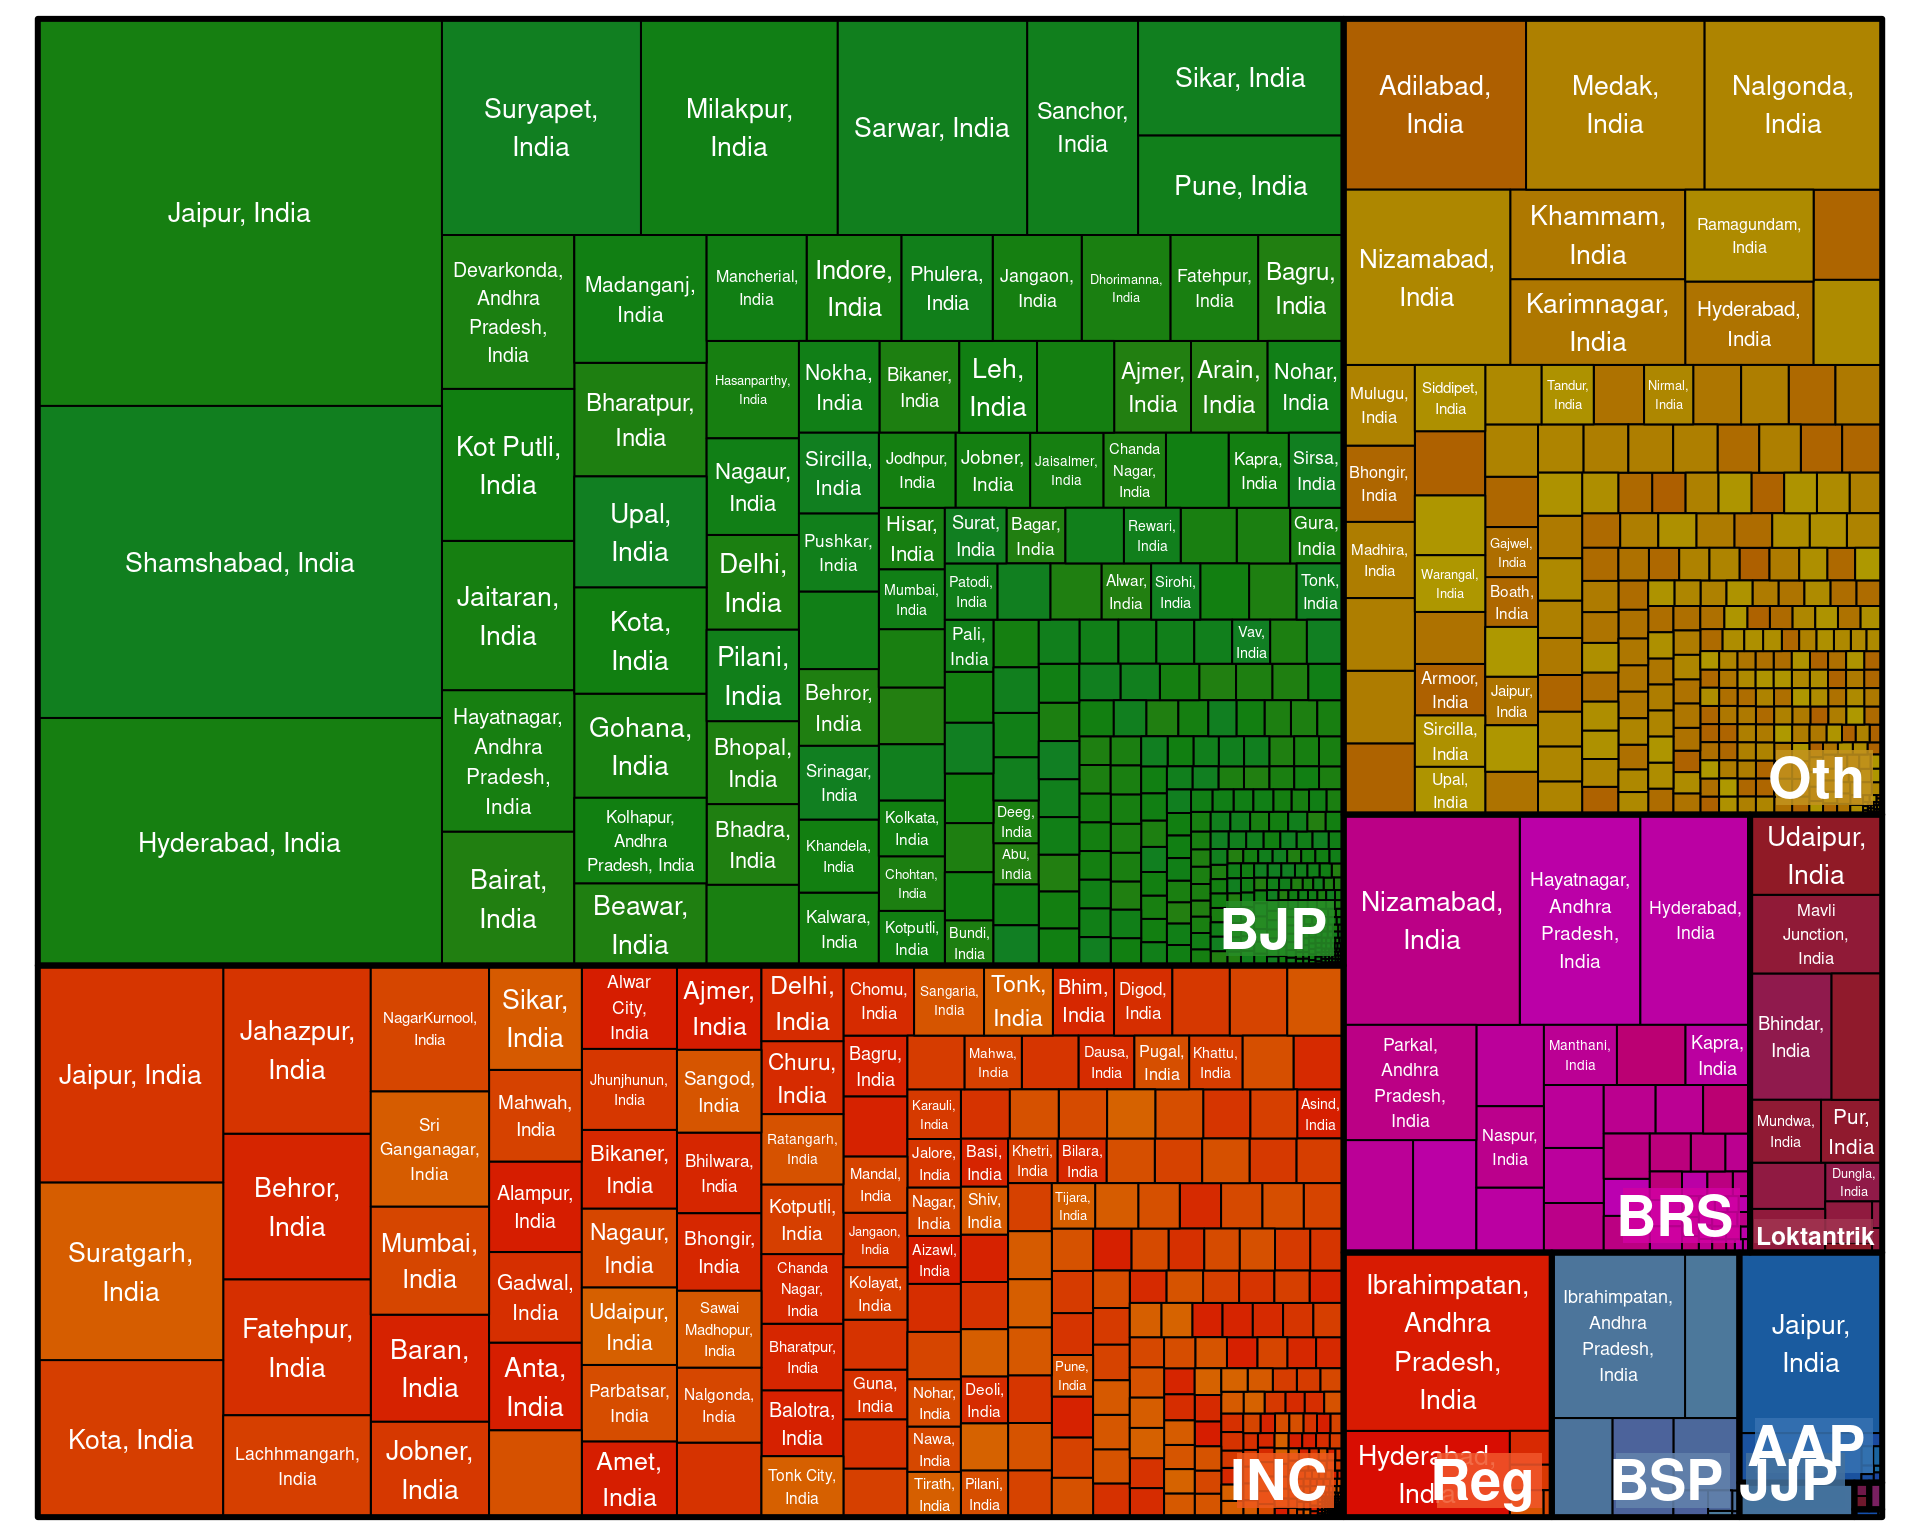 Jaipur, India
Shamshabad, India
Hyderabad, India
Suryapet,
India
Milakpur,
India
Sarwar, India
Sanchor,
India
Sikar, India
Pune, India
Devarkonda,
Andhra
Pradesh,
India
Kot Putli,
India
Jaitaran,
India
Hayatnagar,
Andhra
Pradesh,
India
Bairat,
India
Madanganj,
India
Bharatpur,
India
Upal,
India
Kota,
India
Gohana,
India
Kolhapur,
Andhra
Pradesh, India
Beawar,
India
Mancherial,
India
Indore,
India
Phulera,
India
Jangaon,
India
Dhorimanna,
India
Fatehpur,
India
Bagru,
India
Hasanparthy,
India
Nagaur,
India
Delhi,
India
Pilani,
India
Bhopal,
India
Bhadra,
India
Nokha,
India
Bikaner,
India
Leh,
India
Ajmer,
India
Arain,
India
Nohar,
India
Sircilla,
India
Pushkar,
India
Behror,
India
Srinagar,
India
Khandela,
India
Kalwara,
India
Jodhpur,
India
Jobner,
India
Jaisalmer,
India
Chanda
Nagar,
India
Kapra,
India
Sirsa,
India
Hisar,
India
Mumbai,
India
Kolkata,
India
Chohtan,
India
Kotputli,
India
Surat,
India
Bagar,
India
Rewari,
India
Gura,
India
Patodi,
India
Alwar,
India
Sirohi,
India
Tonk,
India
Pali,
India
Vav,
India
Deeg,
India
Abu,
India
Bundi,
India
BJP
Jaipur, India
Suratgarh,
India
Kota, India
Jahazpur,
India
Behror,
India
Fatehpur,
India
Lachhmangarh,
India
NagarKurnool,
India
Sri
Ganganagar,
India
Mumbai,
India
Baran,
India
Jobner,
India
Sikar,
India
Mahwah,
India
Alampur,
India
Gadwal,
India
Anta,
India
Alwar
City,
India
Jhunjhunun,
India
Bikaner,
India
Nagaur,
India
Udaipur,
India
Parbatsar,
India
Amet,
India
Ajmer,
India
Sangod,
India
Bhilwara,
India
Bhongir,
India
Sawai
Madhopur,
India
Nalgonda,
India
Delhi,
India
Churu,
India
Ratangarh,
India
Kotputli,
India
Chanda
Nagar,
India
Bharatpur,
India
Balotra,
India
Tonk City,
India
Chomu,
India
Sangaria,
India
Tonk,
India
Bhim,
India
Digod,
India
Bagru,
India
Mandal,
India
Jangaon,
India
Kolayat,
India
Guna,
India
Mahwa,
India
Dausa,
India
Pugal,
India
Khattu,
India
Karauli,
India
Asind,
India
Jalore,
India
Basi,
India
Khetri,
India
Bilara,
India
Nagar,
India
Shiv,
India
Tijara,
India
Aizawl,
India
Pune,
India
Nohar,
India
Deoli,
India
Nawa,
India
Tirath,
India
Pilani,
India
INC
Adilabad,
India
Medak,
India
Nalgonda,
India
Nizamabad,
India
Khammam,
India
Karimnagar,
India
Ramagundam,
India
Hyderabad,
India
Mulugu,
India
Bhongir,
India
Madhira,
India
Siddipet,
India
Warangal,
India
Armoor,
India
Sircilla,
India
Upal,
India
Tandur,
India
Nirmal,
India
Gajwel,
India
Boath,
India
Jaipur,
India
Oth
Nizamabad,
India
Hayatnagar,
Andhra
Pradesh,
India
Hyderabad,
India
Parkal,
Andhra
Pradesh,
India
Naspur,
India
Manthani,
India
Kapra,
India
BRS
Udaipur,
India
Mavli
Junction,
India
Bhindar,
India
Mundwa,
India
Pur,
India
Dungla,
India
Loktantrik
Ibrahimpatan,
Andhra
Pradesh,
India
Hyderabad,
India
Reg
Ibrahimpatan,
Andhra
Pradesh,
India
BSP
Jaipur,
India
AAP
JJP